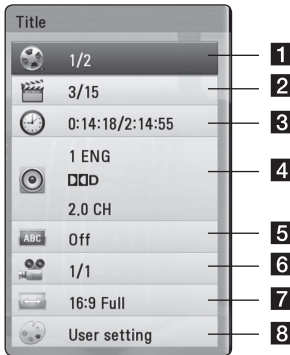 Title
1/2
1
3/15
2
0:14:18/2:14:55
3
1 ENG
DD D
2.0 CH
4
ABC
Off
5
1/1
6
16:9 Full
7
User setting
8